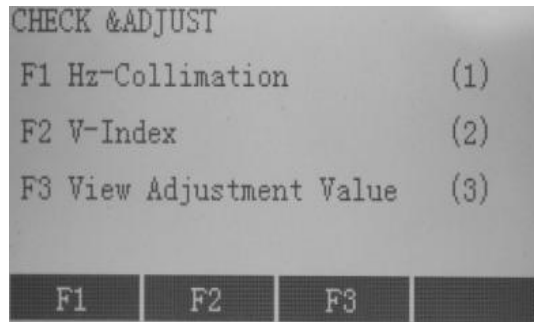 CHECK &ADJUST
F1 Hz-Collimation (1)
F2 V-Index (2)
F3 View Adjustment Value (3)
F1 F2 F3